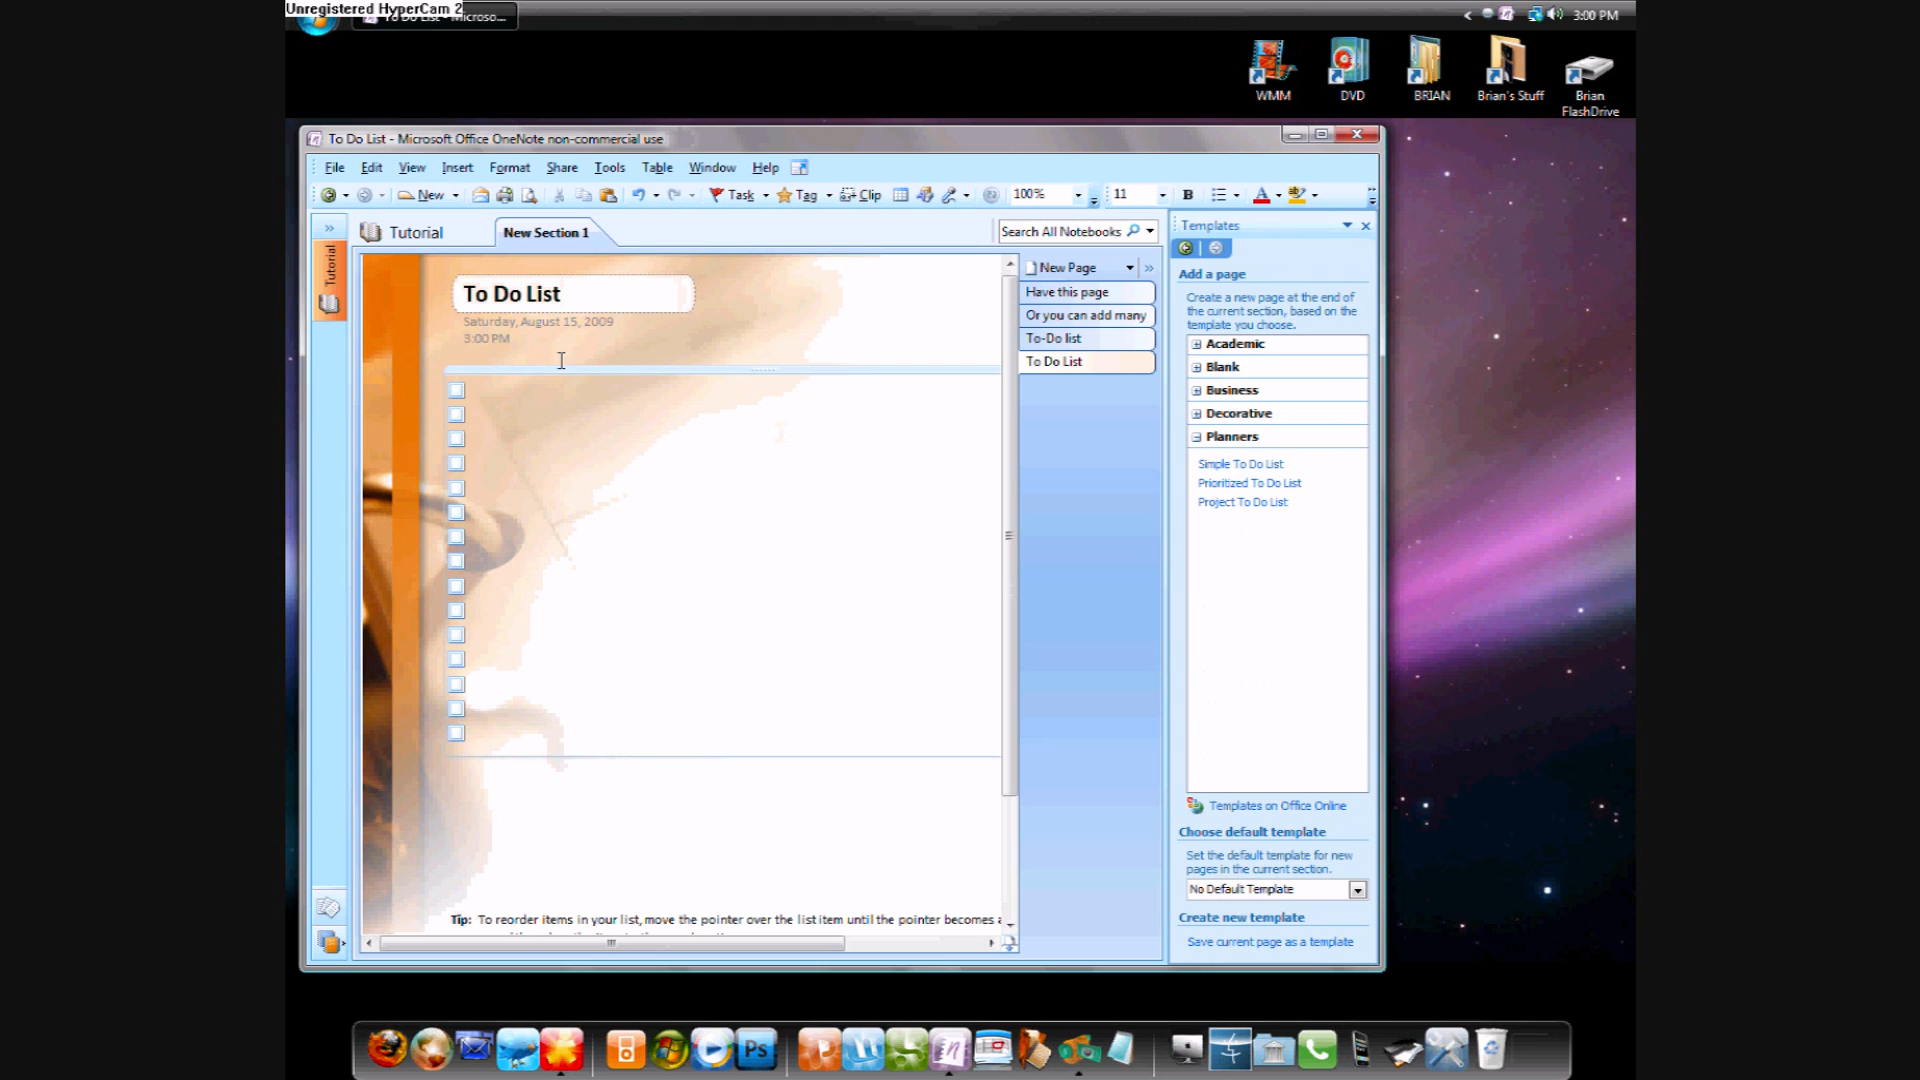 Unregistered HyperCam 2
To Do List - Microso...
3:00 PM
WMM
DVD
BRIAN
Brian's Stuff
Brian
FlashDrive
To Do List - Microsoft Office OneNote non-commercial use
File Edit View Insert Format Share Tools Table Window Help
New Task Tag Clip 100% 11 B A ab
Tutorial
Tutorial
New Section 1
Search All Notebooks
To Do List
Saturday, August 15, 2009
3:00 PM
Tip: To reorder items in your list, move the pointer over the list item until the pointer becomes a
New Page
Have this page
Or you can add many
To-Do list
To Do List
Templates
Add a page
Create a new page at the end of
the current section, based on the
template you choose.
Academic
Blank
Business
Decorative
Planners
Simple To Do List
Prioritized To Do List
Project To Do List
Templates on Office Online
Choose default template
Set the default template for new
pages in the current section.
No Default Template
Create new template
Save current page as a template
Ps